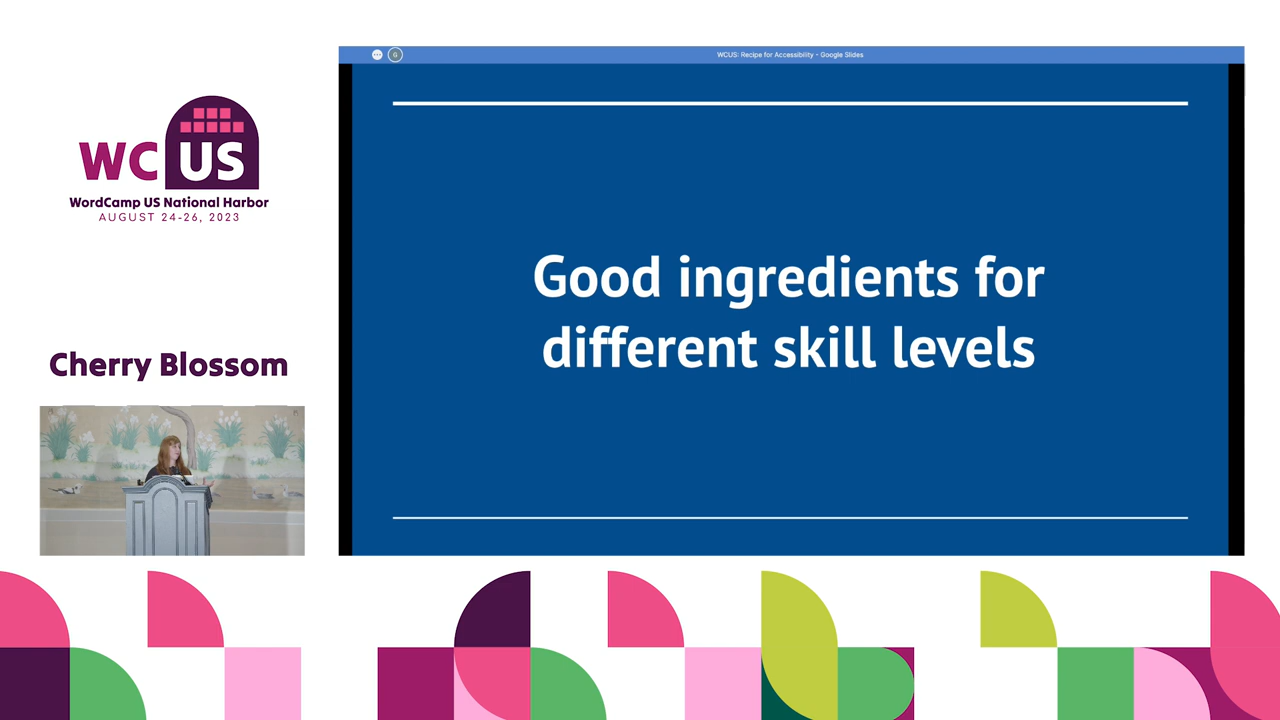 WCUS: Recipe for Accessibility - Google Slides
G
WC US
WordCamp US National Harbor
AUGUST 24-26, 2023
Good ingredients for
different skill levels
Cherry Blossom